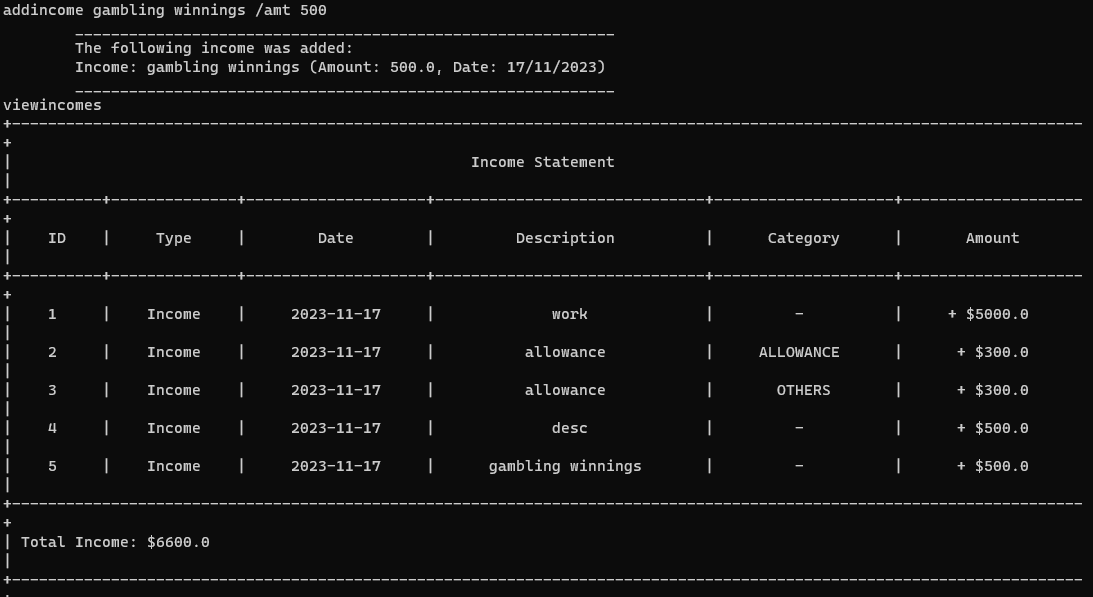 addincome gambling winnings /amt 500
____________________________________________________________
The following income was added:
Income: gambling winnings (Amount: 500.0, Date: 17/11/2023)
____________________________________________________________
viewincomes
+-----------------------------------------------------------------------------------------------------------------------
+
|                                                   Income Statement
|
+----------+--------------+--------------------+------------------------------+--------------------+--------------------
+
|    ID    |     Type     |        Date        |         Description          |      Category      |       Amount
|
+----------+--------------+--------------------+------------------------------+--------------------+--------------------
+
|    1     |    Income    |     2023-11-17     |             work             |         -          |     + $5000.0
|
|    2     |    Income    |     2023-11-17     |          allowance           |     ALLOWANCE      |      + $300.0
|
|    3     |    Income    |     2023-11-17     |          allowance           |       OTHERS       |      + $300.0
|
|    4     |    Income    |     2023-11-17     |             desc             |         -          |      + $500.0
|
|    5     |    Income    |     2023-11-17     |      gambling winnings       |         -          |      + $500.0
|
+-----------------------------------------------------------------------------------------------------------------------
+
| Total Income: $6600.0
|
+-----------------------------------------------------------------------------------------------------------------------
+